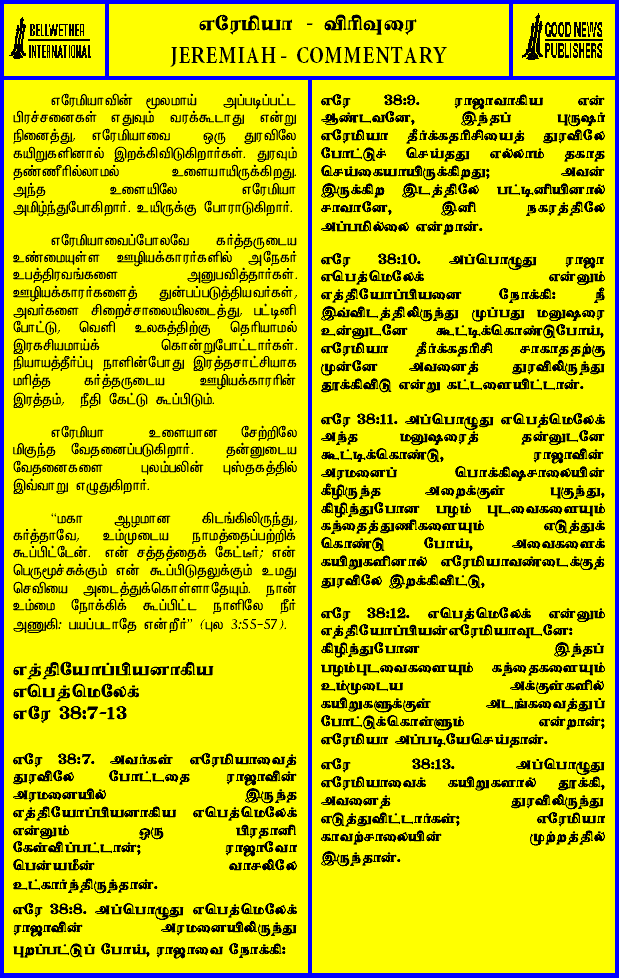 BELLWETHER
INTERNATIONAL
எரேமியா - விரிவுரை
JEREMIAH - COMMENTARY
GOOD NEWS
PUBLISHERS
எரேமியாவின் மூலமாய் அப்படிப்பட்ட
பிரச்சனைகள் எதுவும் வரக்கூடாது என்று
நினைத்து, எரேமியாவை ஒரு துரவிலே
கயிறுகளினால் இறக்கிவிடுகிறார்கள். துரவும்
தண்ணீரில்லாமல் உளையாயிருக்கிறது.
அந்த உளையிலே எரேமியா
அமிழ்ந்துபோகிறார். உயிருக்கு போராடுகிறார்.
எரேமியாவைப்போலவே கர்த்தருடைய
உண்மையுள்ள ஊழியக்காரர்களில் அநேகர்
உபத்திரவங்களை அனுபவித்தார்கள்.
ஊழியக்காரர்களைத் துன்பப்படுத்தியவர்கள்,
அவர்களை சிறைச்சாலையிலடைத்து, பட்டினி
போட்டு, வெளி உலகத்திற்கு தெரியாமல்
இரகசியமாய்க் கொன்றுபோட்டார்கள்.
நியாயத்தீர்ப்பு நாளின்போது இரத்தசாட்சியாக
மரித்த கர்த்தருடைய ஊழியக்காரரின்
இரத்தம், நீதி கேட்டு கூப்பிடும்.
எரேமியா உளையான சேற்றிலே
மிகுந்த வேதனைப்படுகிறார். தன்னுடைய
வேதனைகளை புலம்பலின் புஸ்தகத்தில்
இவ்வாறு எழுதுகிறார்.
“மகா ஆழமான கிடங்கிலிருந்து,
கர்த்தாவே, உம்முடைய நாமத்தைப்பற்றிக்
கூப்பிட்டேன். என் சத்தத்தைக் கேட்டீர்; என்
பெருமூச்சுக்கும் என் கூப்பிடுதலுக்கும் உமது
செவியை அடைத்துக்கொள்ளாதேயும். நான்
உம்மை நோக்கிக் கூப்பிட்ட நாளிலே நீர்
அணுகி: பயப்படாதே என்றீர்” (புல 3:55-57).
எத்தியோப்பியனாகிய
எபெத்மெலேக்
எரே 38:7-13
எரே 38:7. அவர்கள் எரேமியாவைத்
துரவிலே போட்டதை ராஜாவின்
அரமனையில் இருந்த
எத்தியோப்பியனாகிய எபெத்மெலேக்
என்னும் ஒரு பிரதானி
கேள்விப்பட்டான்; ராஜாவோ
பென்யமீன் வாசலிலே
உட்கார்ந்திருந்தான்.
எரே 38:8. அப்பொழுது எபெத்மெலேக்
ராஜாவின் அரமனையிலிருந்து
புறப்பட்டுப் போய், ராஜாவை நோக்கி:
எரே 38:9. ராஜாவாகிய என்
ஆண்டவனே, இந்தப் புருஷர்
எரேமியா தீர்க்கதரிசியைத் துரவிலே
போட்டுச் செய்தது எல்லாம் தகாத
செய்கையாயிருக்கிறது; அவன்
இருக்கிற இடத்திலே பட்டினியினால்
சாவானே, இனி நகரத்திலே
அப்பமில்லை என்றான்.
எரே 38:10. அப்பொழுது ராஜா
எபெத்மெலேக் என்னும்
எத்தியோப்பியனை நோக்கி: நீ
இவ்விடத்திலிருந்து முப்பது மனுஷரை
உன்னுடனே கூட்டிக்கொண்டுபோய்,
எரேமியா தீர்க்கதரிசி சாகாததற்கு
முன்னே அவனைத் துரவிலிருந்து
தூக்கிவிடு என்று கட்டளையிட்டான்.
எரே 38:11. அப்பொழுது எபெத்மெலேக்
அந்த மனுஷரைத் தன்னுடனே
கூட்டிக்கொண்டு, ராஜாவின்
அரமனைப் பொக்கிஷசாலையின்
கீழிருந்த அறைக்குள் புகுந்து,
கிழிந்துபோன பழம் புடவைகளையும்
கந்தைத்துணிகளையும் எடுத்துக்
கொண்டு போய், அவைகளைக்
கயிறுகளினால் எரேமியாவண்டைக்குத்
துரவிலே இறக்கிவிட்டு,
எரே 38:12. எபெத்மெலேக் என்னும்
எத்தியோப்பியன்எரேமியாவுடனே:
கிழிந்துபோன இந்தப்
பழம்புடவைகளையும் கந்தைகளையும்
உம்முடைய அக்குள்களில்
கயிறுகளுக்குள் அடங்கவைத்துப்
போட்டுக்கொள்ளும் என்றான்;
எரேமியா அப்படியேசெய்தான்.
எரே 38:13. அப்பொழுது
எரேமியாவைக் கயிறுகளால் தூக்கி,
அவனைத் துரவிலிருந்து
எடுத்துவிட்டார்கள்; எரேமியா
காவற்சாலையின் முற்றத்தில்
இருந்தான்.